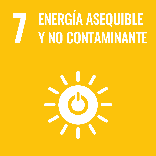 7 ENERGÍA ASEQUIBLE
Y NO CONTAMINANTE